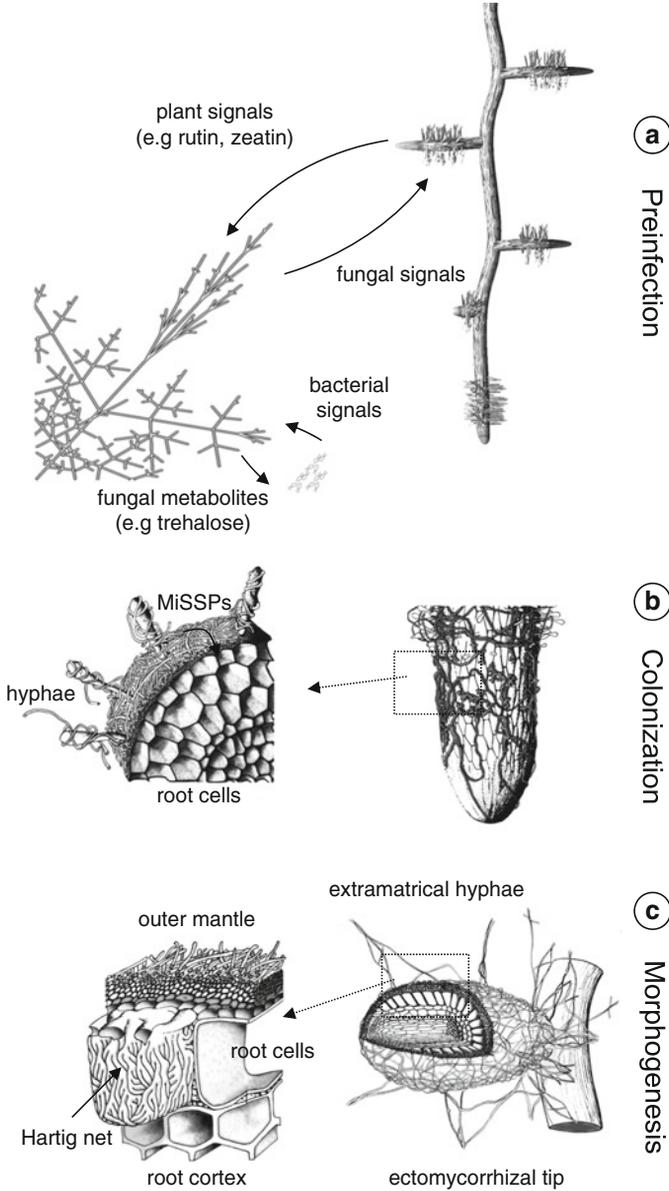 plant signals
(e.g rutin, zeatin)
a
Preinfection
fungal signals
bacterial
signals
fungal metabolites
(e.g trehalose)
b
Colonization
MiSSPs
hyphae
root cells
c
Morphogenesis
extramatrical hyphae
outer mantle
root cells
Hartig net
root cortex
ectomycorrhizal tip